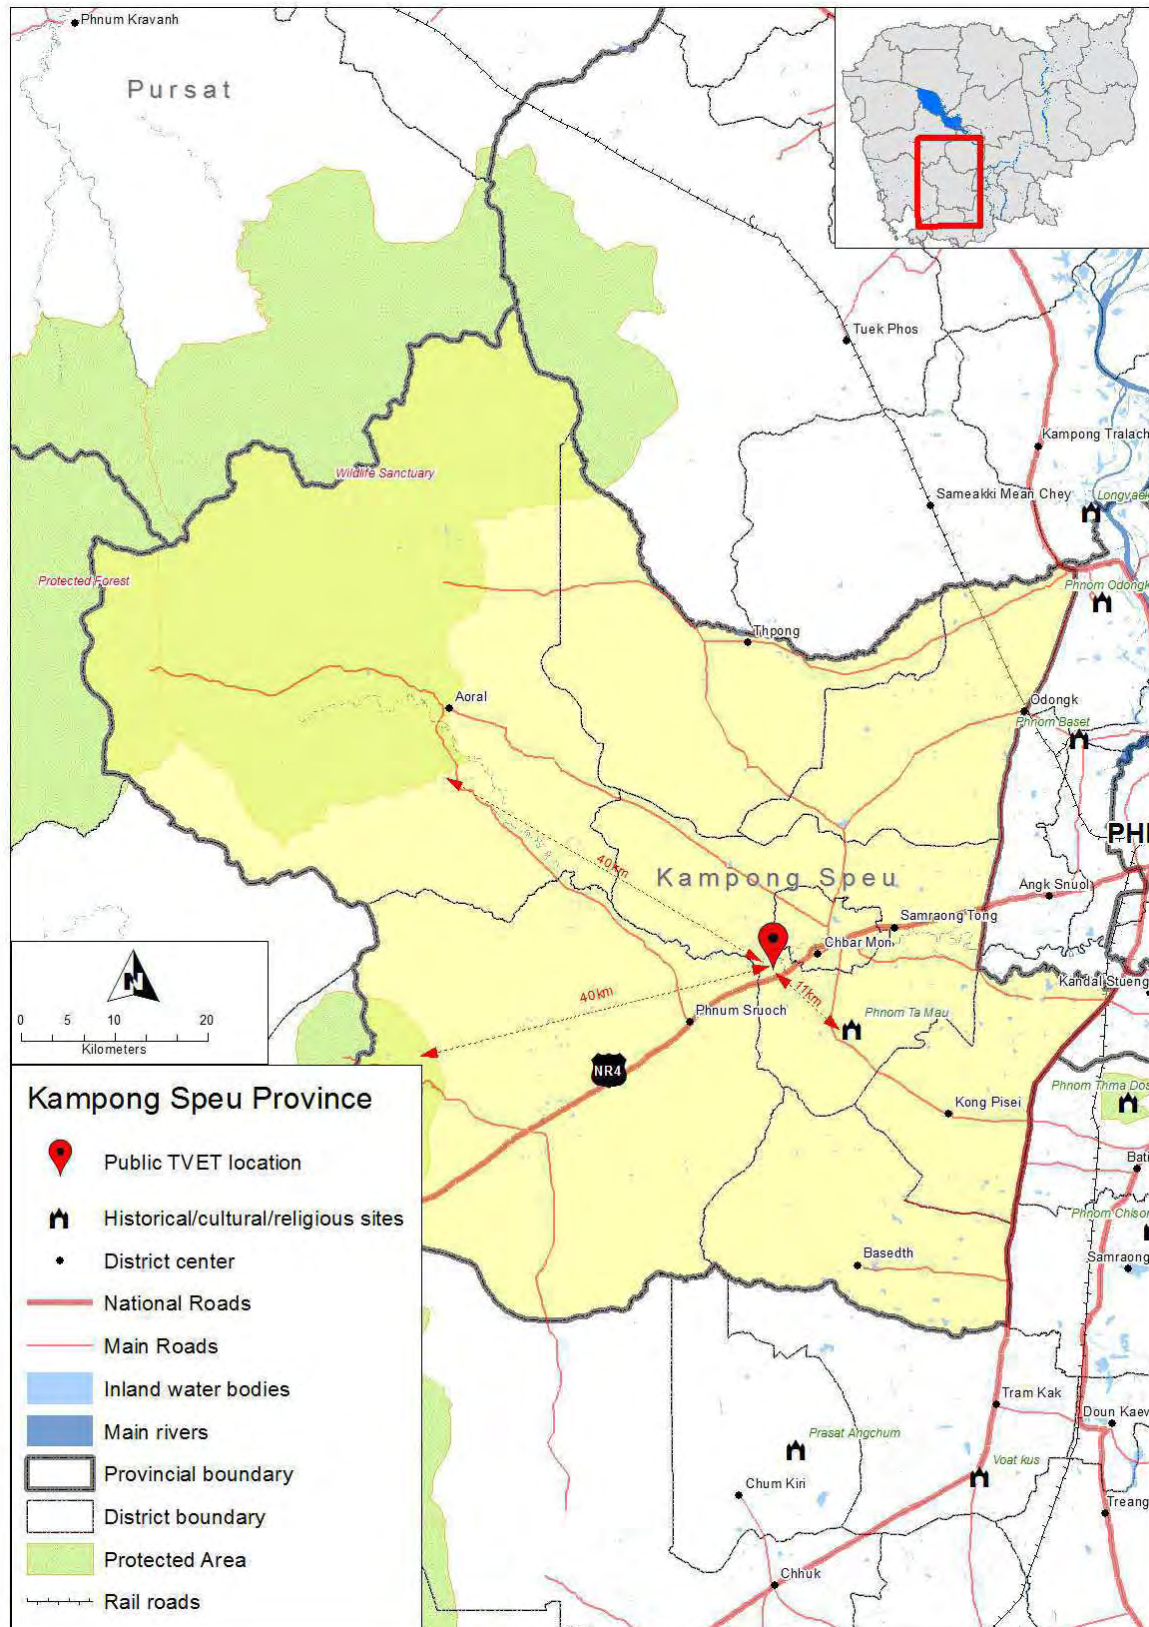 Phnum Kravanh
Pursat
Tuek Phos
Kampong Tralach
Sameakki Mean Chey
Longvaek
Wildlife Sanctuary
Protected Forest
Phnom Odongk
Thpong
Aoral
Odongk
Phnom Baset
PHI
40km
Kampong Speu
Angk Snuol
Samraong Tong
Chbar Mon
Kandal Stueng
40km
11km
Phnum Sruoch
Phnom Ta Mau
NR4
Phnom Thma Dos
Kong Pisei
Bati
Phnom Chisor
Basedth
Samraong
Tram Kak
Doun Kaev
Prasat Angchum
Voat kus
Chum Kiri
Treang
Chhuk
N
0 5 10 20
Kilometers
Kampong Speu Province
Public TVET location
Historical/cultural/religious sites
District center
National Roads
Main Roads
Inland water bodies
Main rivers
Provincial boundary
District boundary
Protected Area
Rail roads